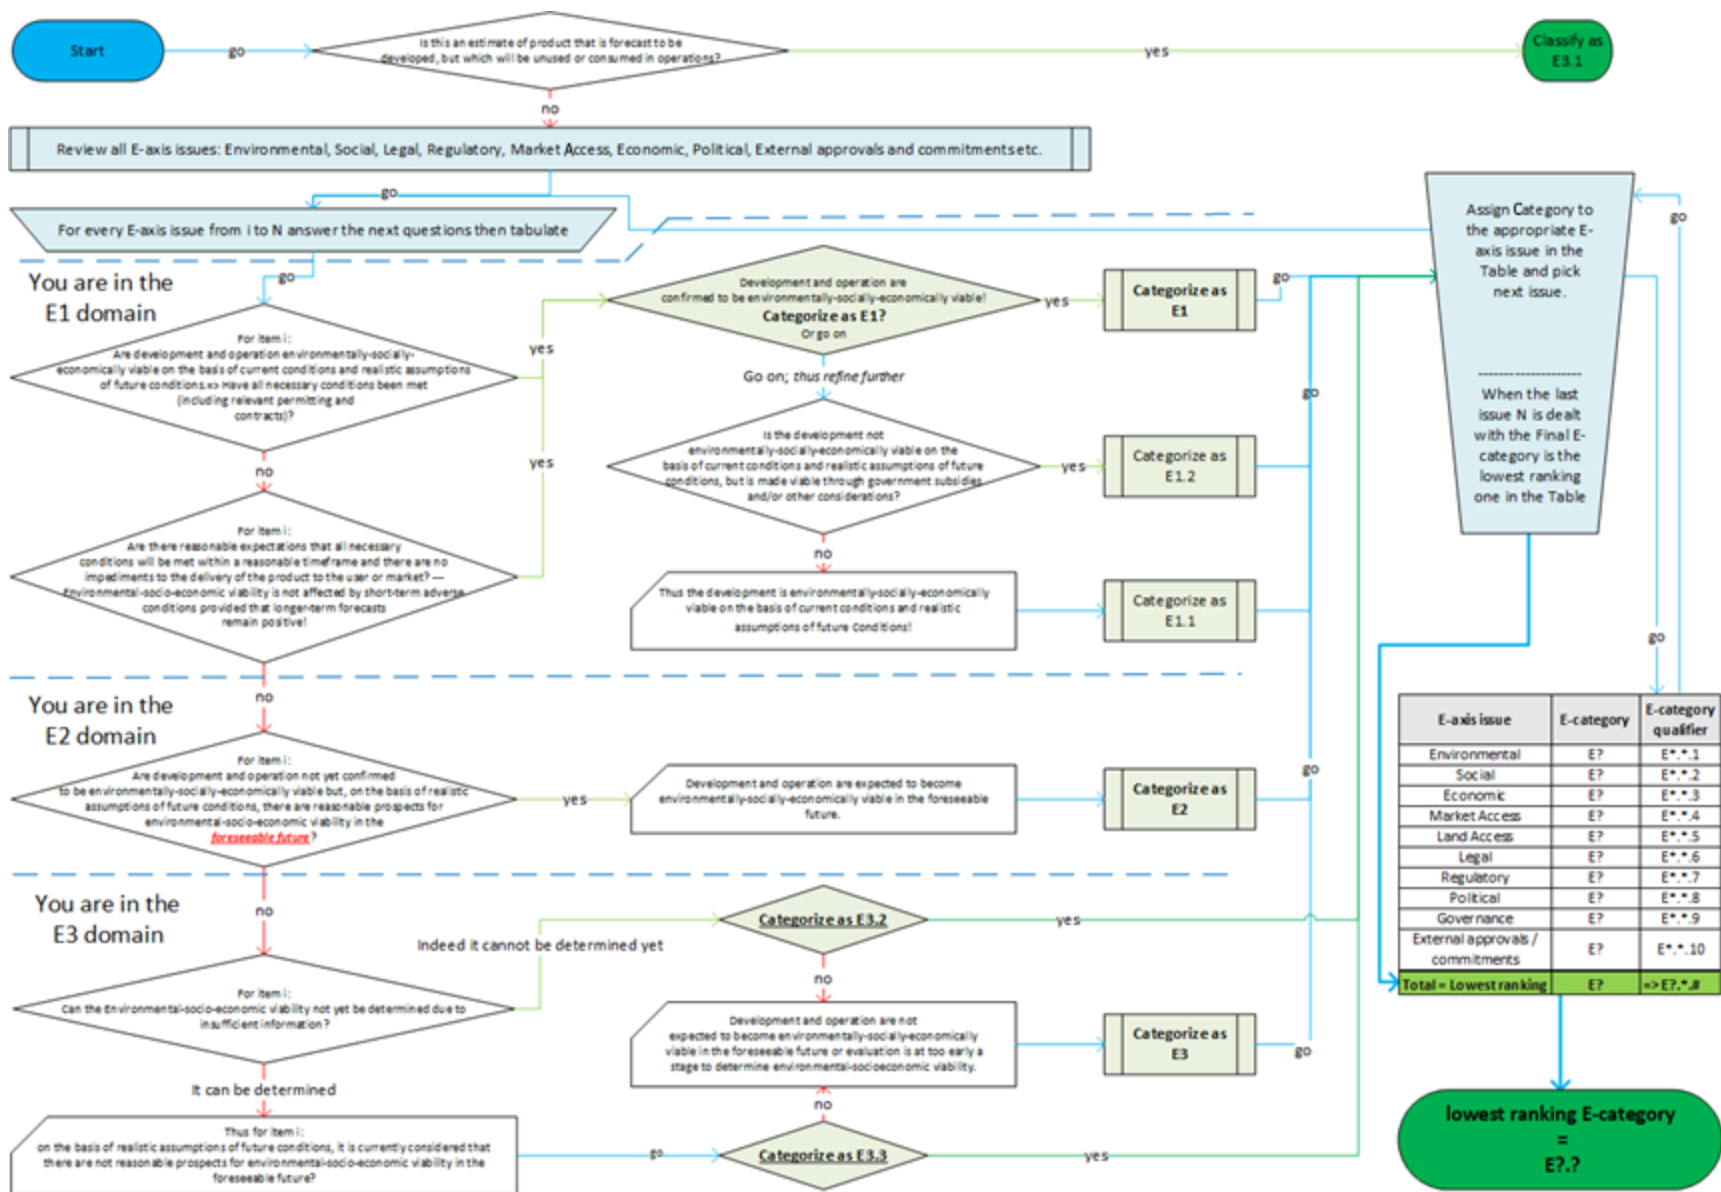 Start
go
Is this an estimate of product that is forecast to be
developed, but which will be unused or consumed in operations?
yes
Classify as
E3.1
no
Review all E-axis issues: Environmental, Social, Legal, Regulatory, Market Access, Economic, Political, External approvals and commitments etc.
go
For every E-axis issue from i to N answer the next questions then tabulate
go
You are in the
E1 domain
For item i:
Are development and operation environmentally-socially-
economically viable on the basis of current conditions and realistic assumptions
of future conditions.=> Have all necessary conditions been met
(including relevant permitting and
contracts)?
yes
no
For item i:
Are there reasonable expectations that all necessary
conditions will be met within a reasonable timeframe and there are no
impediments to the delivery of the product to the user or market? —
Environmental-socio-economic viability is not affected by short-term adverse
conditions provided that longer-term forecasts
remain positive!
yes
no
Development and operation are
confirmed to be environmentally-socially-economically viable!
Categorize as E1?
Or go on
yes
Categorize as
E1
go
Go on; thus refine further
Is the development not
environmentally-socially-economically viable on the
basis of current conditions and realistic assumptions of future
conditions, but is made viable through government subsidies
and/or other considerations?
yes
Categorize as
E1.2
go
no
Thus the development is environmentally-socially-economically
viable on the basis of current conditions and realistic
assumptions of future Conditions!
Categorize as
E1.1
You are in the
E2 domain
For item i:
Are development and operation not yet confirmed
to be environmentally-socially-economically viable but, on the basis of realistic
assumptions of future conditions, there are reasonable prospects for
environmental-socio-economic viability in the
foreseeable future?
yes
Development and operation are expected to become
environmentally-socially-economically viable in the foreseeable
future.
Categorize as
E2
go
no
You are in the
E3 domain
For item i:
Can the Environmental-socio-economic viability not yet be determined due to
insufficient information?
Indeed it cannot be determined yet
Categorize as E3.2
yes
no
Development and operation are not
expected to become environmentally-socially-economically
viable in the foreseeable future or evaluation is at too early a
stage to determine environmental-socioeconomic viability.
Categorize as
E3
go
It can be determined
Thus for item i:
on the basis of realistic assumptions of future conditions, it is currently considered that
there are not reasonable prospects for environmental-socio-economic viability in the
foreseeable future?
go
no
Categorize as E3.3
yes
Assign Category to
the appropriate E-
axis issue in the
Table and pick
next issue.
--------------------
When the last
issue N is dealt
with the Final E-
category is the
lowest ranking
one in the Table
go
go
E-axis issue E-category E-category
qualifier
Environmental E? E*.*.1
Social E? E*.*.2
Economic E? E*.*.3
Market Access E? E*.*.4
Land Access E? E*.*.5
Legal E? E*.*.6
Regulatory E? E*.*.7
Political E? E*.*.8
Governance E? E*.*.9
External approvals /
commitments E? E*.*.10
Total = Lowest ranking E? => E?.*.#
lowest ranking E-category
=
E?.?